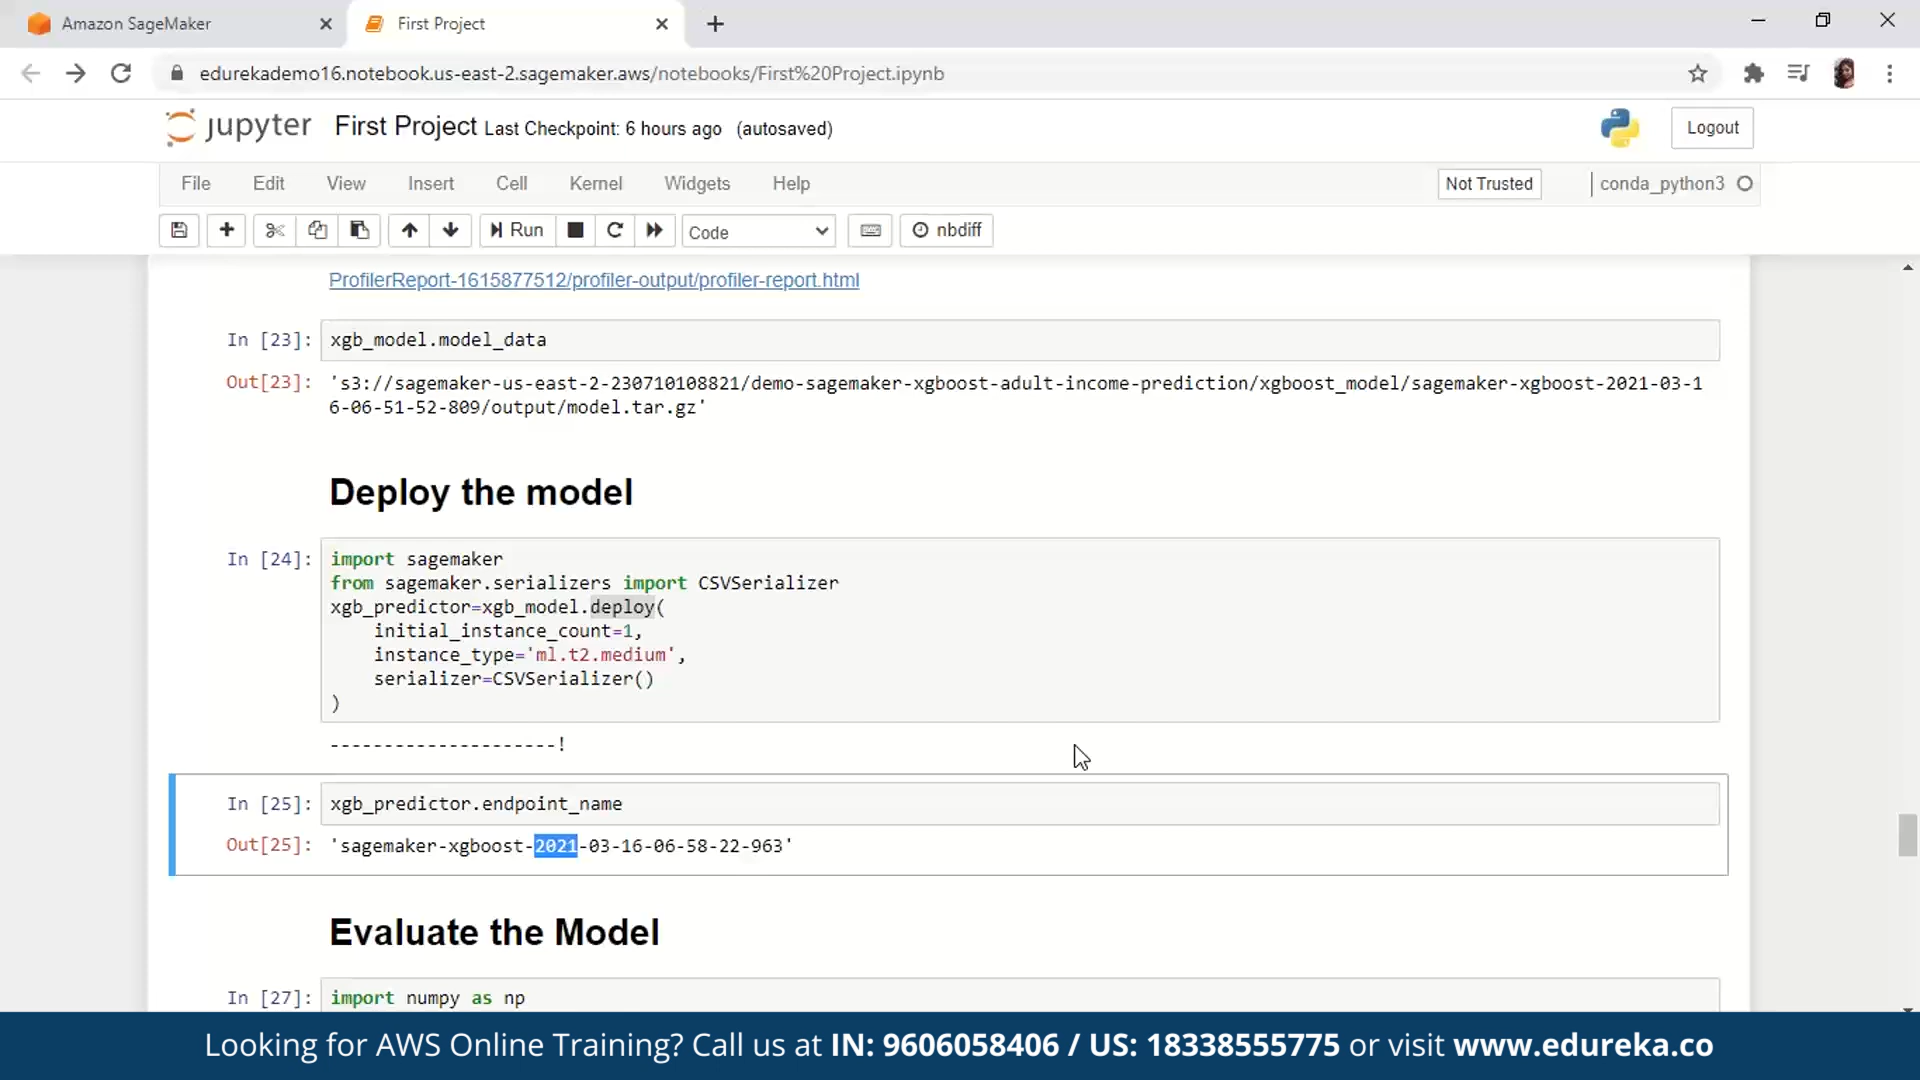 Amazon SageMaker
First Project
edurekademo16.notebook.us-east-2.sagemaker.aws/notebooks/First%20Project.ipynb
jupyter First Project Last Checkpoint: 6 hours ago (autosaved)
Logout
File Edit View Insert Cell Kernel Widgets Help
Not Trusted
conda_python3
Run
Code
nbdiff
ProfilerReport-1615877512/profiler-output/profiler-report.html
In [23]: xgb_model.model_data
Out[23]: 's3://sagemaker-us-east-2-230710108821/demo-sagemaker-xgboost-adult-income-prediction/xgboost_model/sagemaker-xgboost-2021-03-1
6-06-51-52-809/output/model.tar.gz'
Deploy the model
In [24]: import sagemaker
from sagemaker.serializers import CSVSerializer
xgb_predictor=xgb_model.deploy(
    initial_instance_count=1,
    instance_type='ml.t2.medium',
    serializer=CSVSerializer()
)
---------------------!
In [25]: xgb_predictor.endpoint_name
Out[25]: 'sagemaker-xgboost-2021-03-16-06-58-22-963'
Evaluate the Model
In [27]: import numpy as np
Looking for AWS Online Training? Call us at IN: 9606058406 / US: 18338555775 or visit www.edureka.co